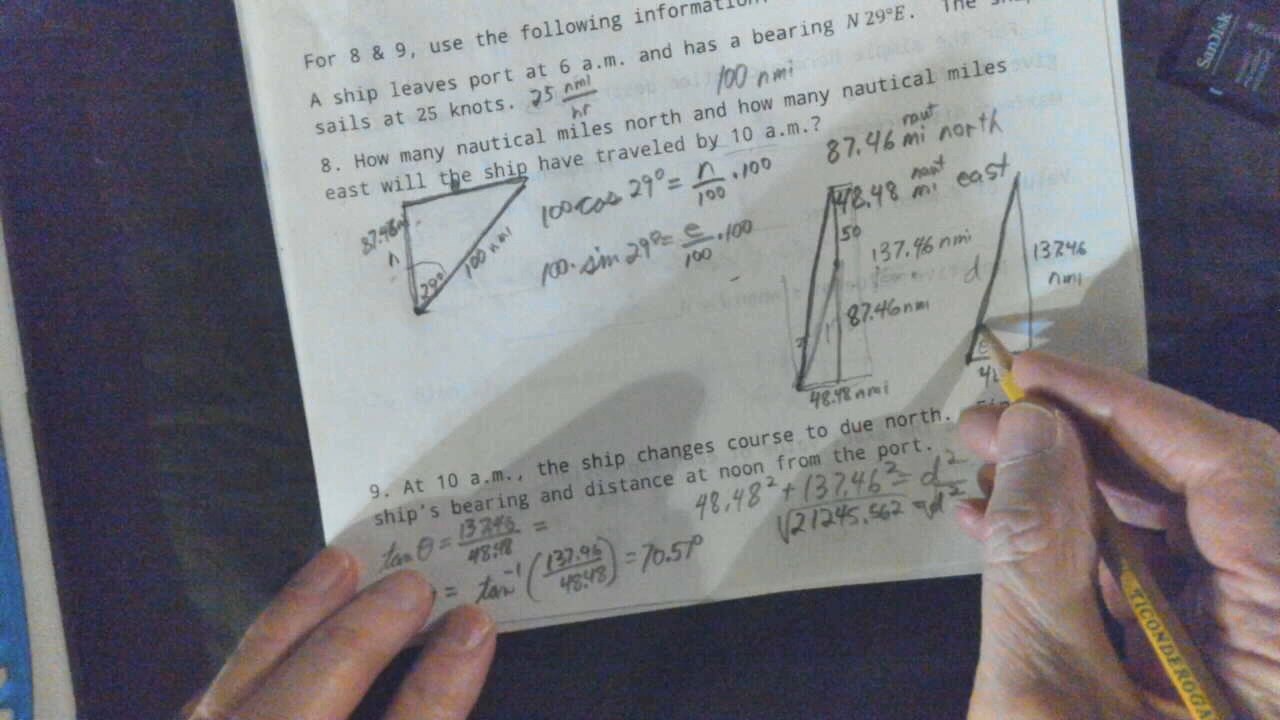 For 8 & 9, use the following information.
A ship leaves port at 6 a.m. and has a bearing N 29°E. The ship
sails at 25 knots. 25 nmi/hr 100 nmi
8. How many nautical miles north and how many nautical miles
east will the ship have traveled by 10 a.m.?
87.46 naut mi north
48.48 naut mi east
100 cos 29° = n/100 · 100
100 · sin 29° = e/100 · 100
n
29°
100 nmi
50
137.46 nmi
87.46 nmi
48.48 nmi
d
137.46
nmi
9. At 10 a.m., the ship changes course to due north.
ship's bearing and distance at noon from the port.
48.48² + 137.46² = d²
√21245.562 = √d²
tan θ = 137.46/48.48 =
= tan⁻¹ (137.46/48.48) = 70.57°
SanDisk
TICONDEROGA